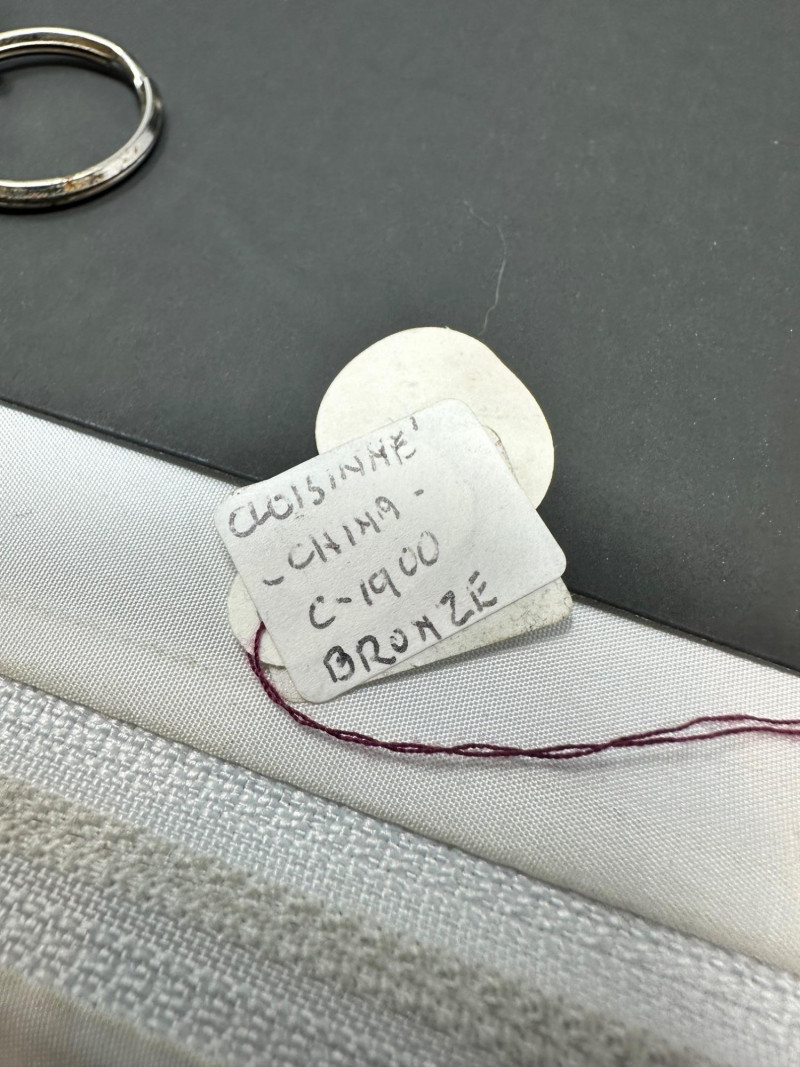 CLOISINNE'
- CHINA -
C-1900
BRONZE